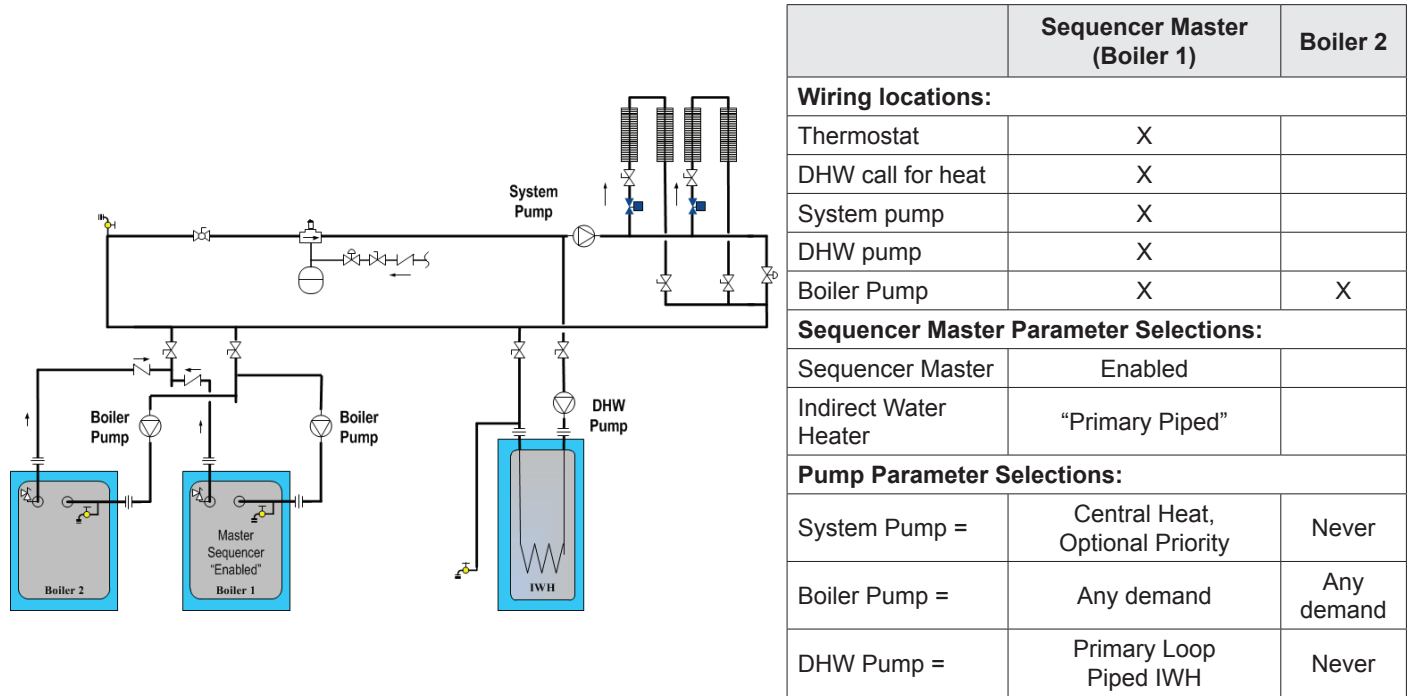 System
Pump
Boiler
Pump
Boiler
Pump
DHW
Pump
Master
Sequencer
"Enabled"
Boiler 2
Boiler 1
IWH
Sequencer Master
(Boiler 1)
Boiler 2
Wiring locations:
Thermostat X
DHW call for heat X
System pump X
DHW pump X
Boiler Pump X X
Sequencer Master Parameter Selections:
Sequencer Master Enabled
Indirect Water
Heater
“Primary Piped”
Pump Parameter Selections:
System Pump =
Central Heat,
Optional Priority
Never
Boiler Pump =
Any demand
Any
demand
DHW Pump =
Primary Loop
Piped IWH
Never